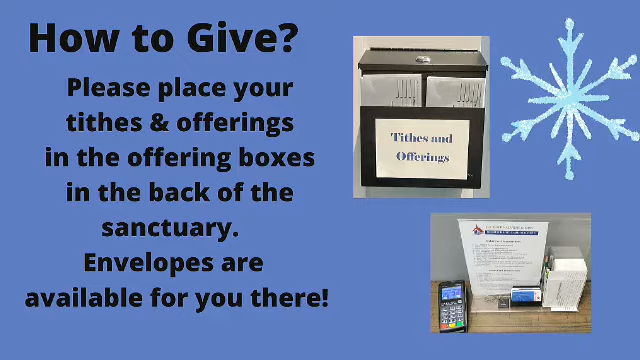 How to Give?
Please place your
tithes & offerings
in the offering boxes
in the back of the
sanctuary.
Envelopes are
available for you there!
Tithes and
Offerings